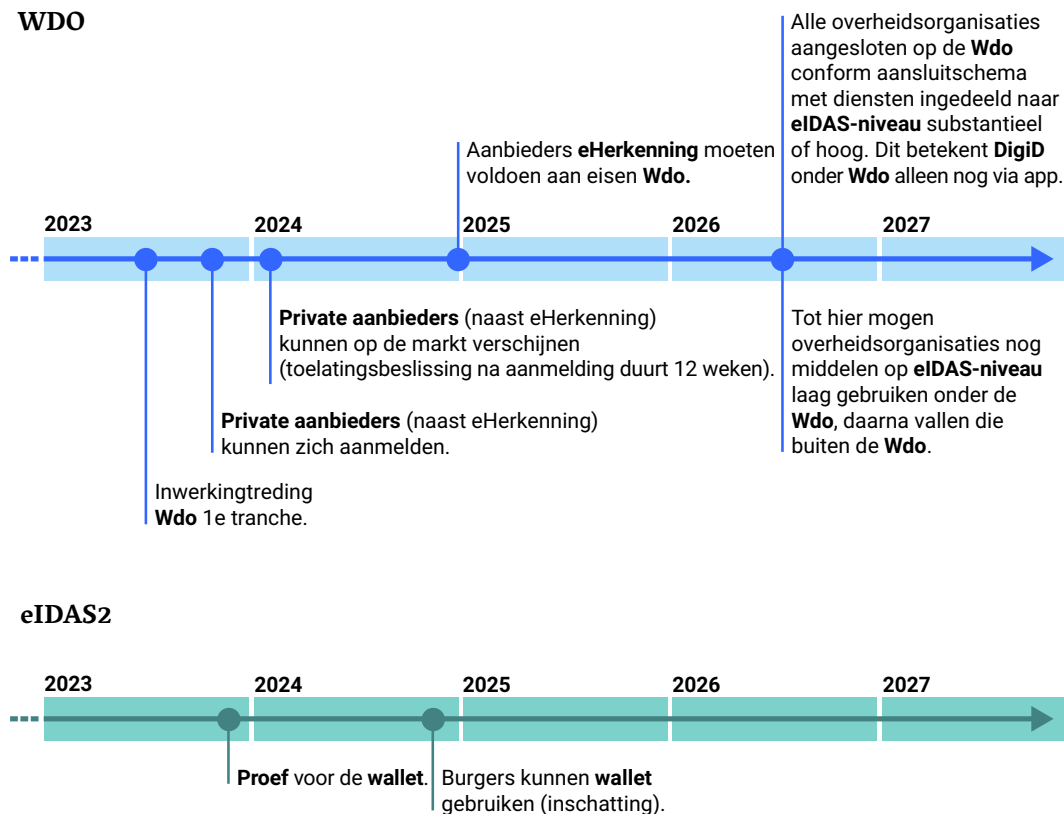 WDO
Alle overheidsorganisaties
aangesloten op de Wdo
conform aansluitschema
met diensten ingedeeld naar
eIDAS-niveau substantieel
of hoog. Dit betekent DigiD
onder Wdo alleen nog via app.
Aanbieders eHerkenning moeten
voldoen aan eisen Wdo.
2023
2024
2025
2026
2027
Private aanbieders (naast eHerkenning)
kunnen op de markt verschijnen
(toelatingsbeslissing na aanmelding duurt 12 weken).
Tot hier mogen
overheidsorganisaties nog
middelen op eIDAS-niveau
laag gebruiken onder de
Wdo, daarna vallen die
buiten de Wdo.
Private aanbieders (naast eHerkenning)
kunnen zich aanmelden.
Inwerkingtreding
Wdo 1e tranche.
eIDAS2
2023
2024
2025
2026
2027
Proef voor de wallet.
Burgers kunnen wallet
gebruiken (inschatting).